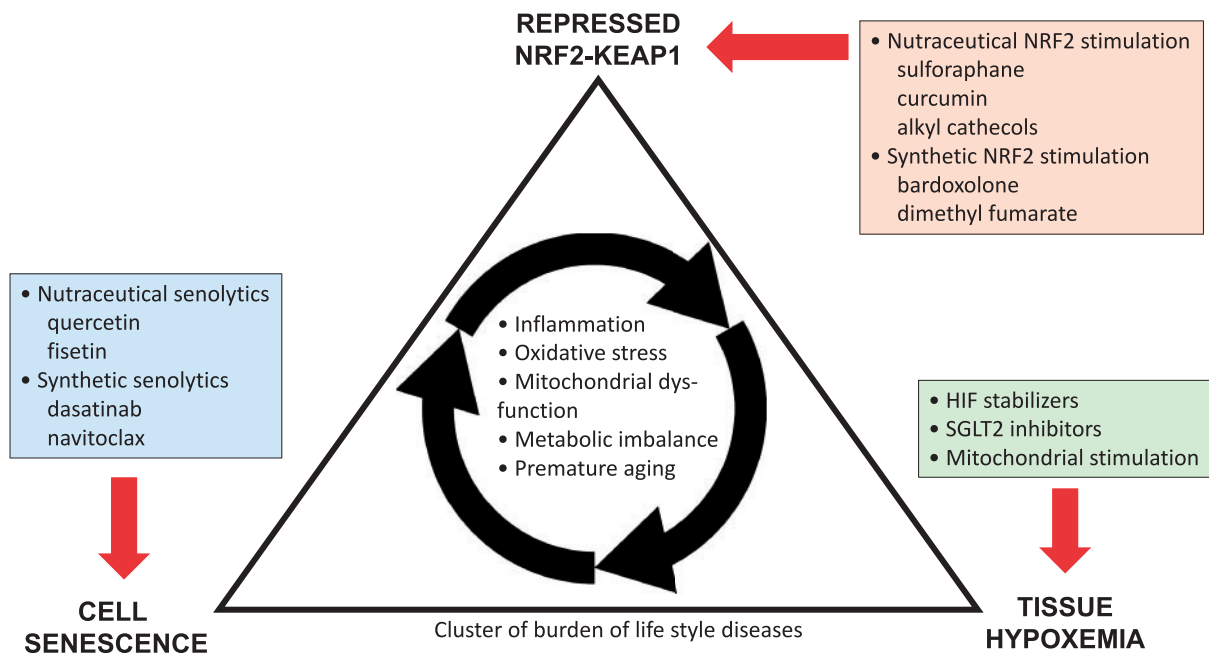 REPRESSED
NRF2-KEAP1
• Nutraceutical NRF2 stimulation
sulforaphane
curcumin
alkyl cathecols
• Synthetic NRF2 stimulation
bardoxolone
dimethyl fumarate
• Nutraceutical senolytics
quercetin
fisetin
• Synthetic senolytics
dasatinab
navitoclax
• Inflammation
• Oxidative stress
• Mitochondrial dys-
function
• Metabolic imbalance
• Premature aging
• HIF stabilizers
• SGLT2 inhibitors
• Mitochondrial stimulation
CELL
SENESCENCE
Cluster of burden of life style diseases
TISSUE
HYPOXEMIA